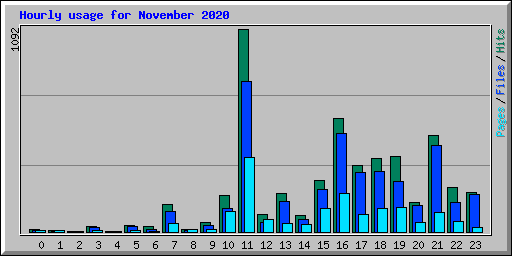 Hourly usage for November 2020
1092
Pages/Files/Hits
0 1 2 3 4 5 6 7 8 9 10 11 12 13 14 15 16 17 18 19 20 21 22 23